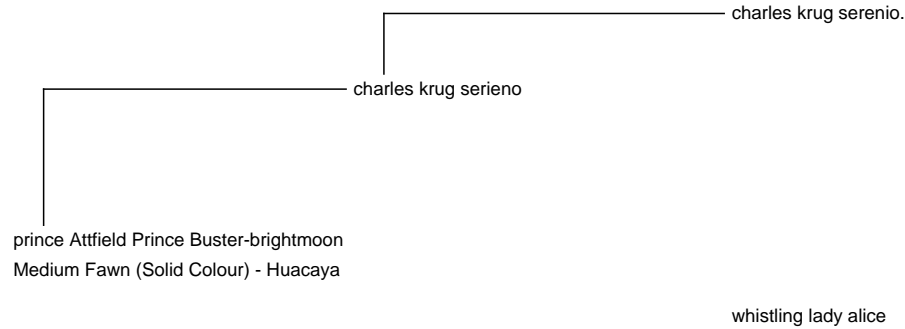 charles krug serenio.
charles krug serieno
prince Attfield Prince Buster-brightmoon
Medium Fawn (Solid Colour) - Huacaya
whistling lady alice